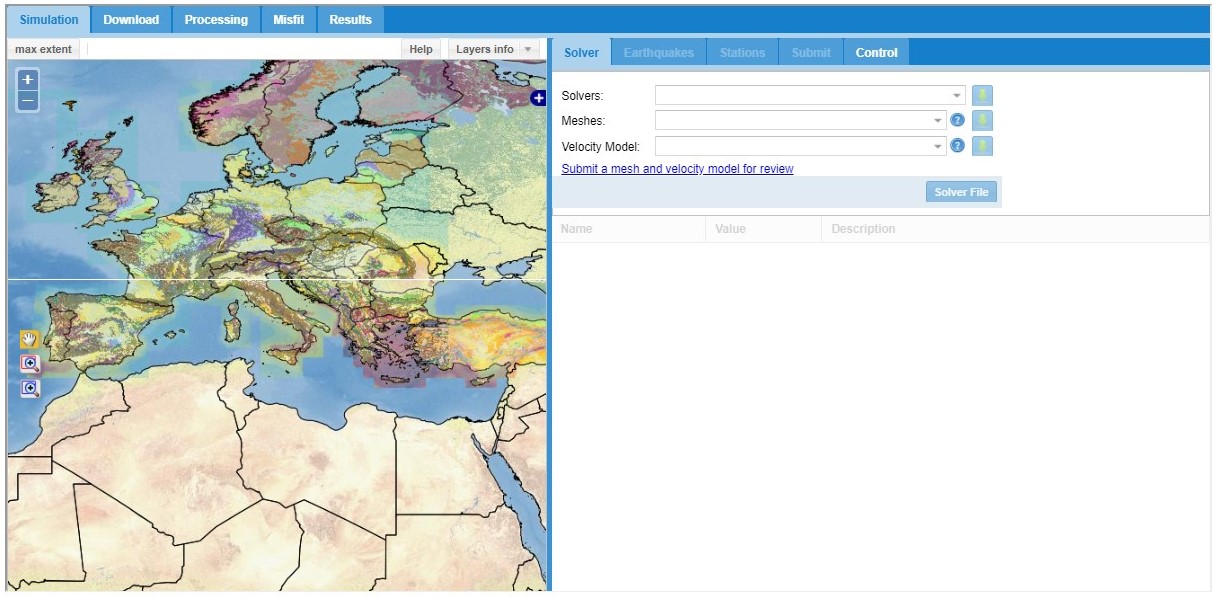 Simulation Download Processing Misfit Results
max extent Help Layers info
Solver Earthquakes Stations Submit Control
Solvers:
Meshes: ?
Velocity Model: ?
Submit a mesh and velocity model for review
Solver File
Name Value Description